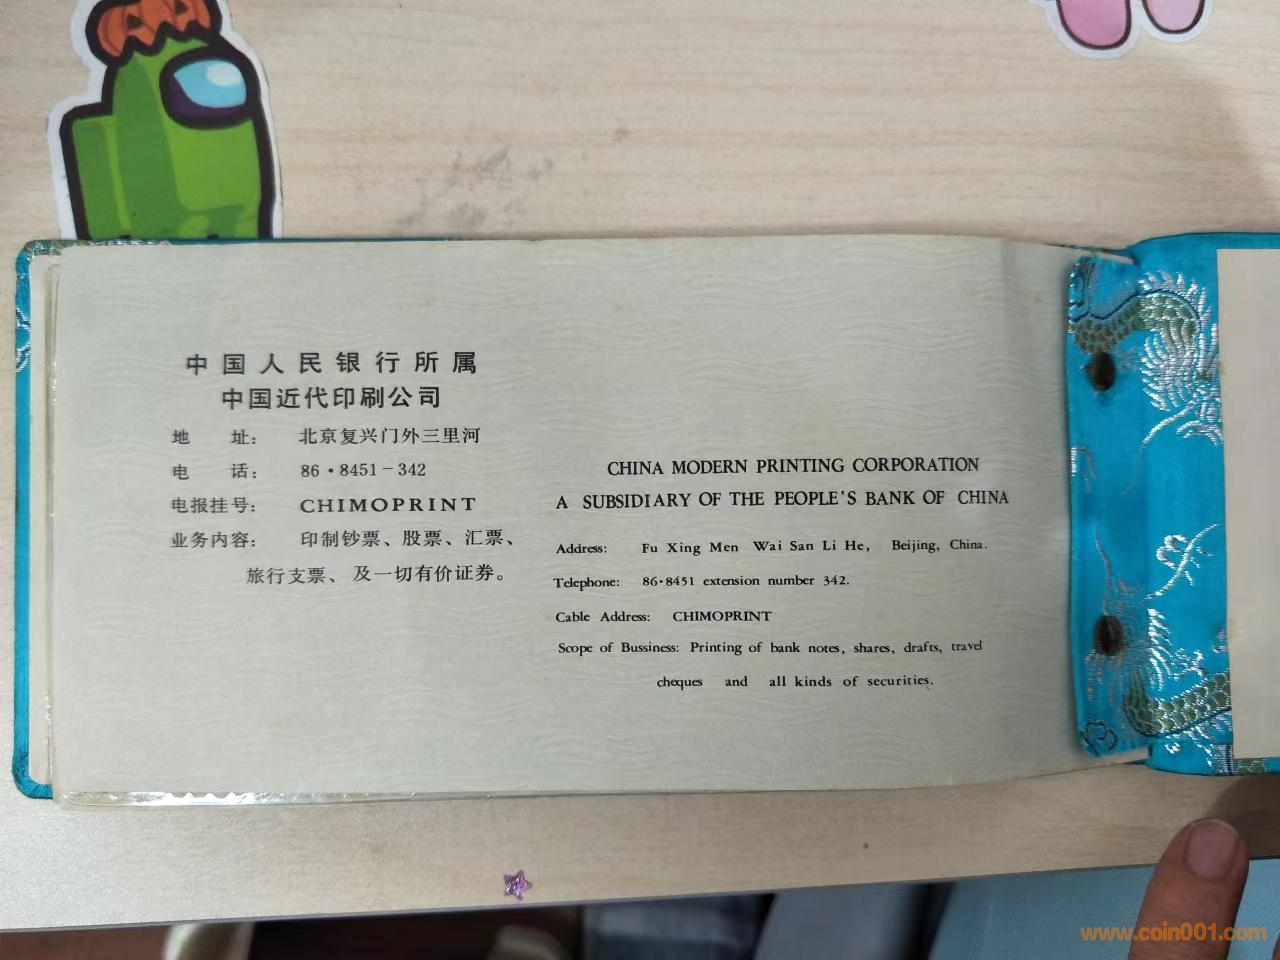 中国人民银行所属
中国近代印刷公司
地 址： 北京复兴门外三里河
电 话： 86·8451－342
电报挂号： CHIMOPRINT
业务内容： 印制钞票、股票、汇票、
旅行支票、及一切有价证券。
CHINA MODERN PRINTING CORPORATION
A SUBSIDIARY OF THE PEOPLE'S BANK OF CHINA
Address: Fu Xing Men Wai San Li He, Beijing, China.
Telephone: 86·8451 extension number 342.
Cable Address: CHIMOPRINT
Scope of Bussiness: Printing of bank notes, shares, drafts, travel
cheques and all kinds of securities.
www.coin001.com